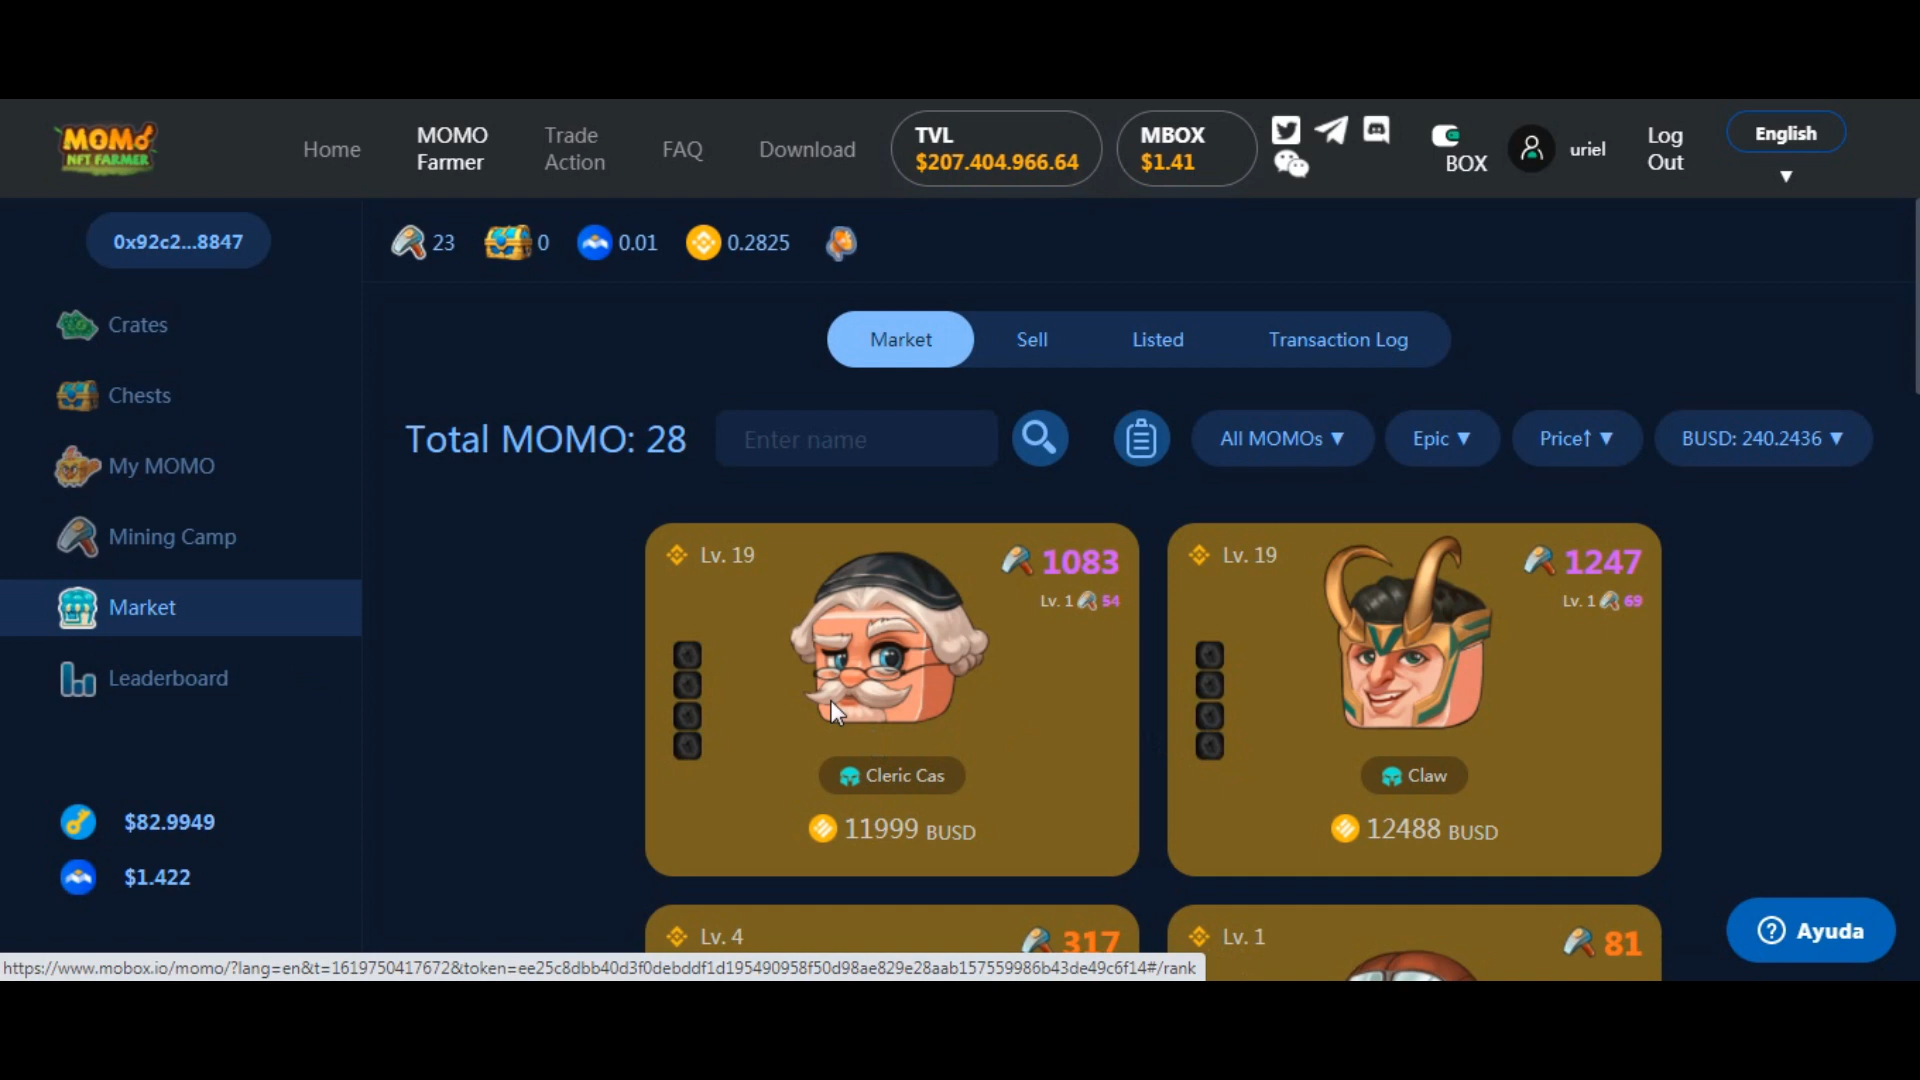 MOMO
NFT FARMER
Home
MOMO
Farmer
Trade
Action
FAQ
Download
TVL
$207.404.966.64
MBOX
$1.41
BOX
uriel
Log
Out
English
▼
0x92c2...8847
23
0
0.01
0.2825
Crates
Chests
My MOMO
Mining Camp
Market
Leaderboard
$82.9949
$1.422
Market
Sell
Listed
Transaction Log
Total MOMO: 28
Enter name
All MOMOs ▼
Epic ▼
Price↑ ▼
BUSD: 240.2436 ▼
Lv. 19
1083
Lv. 1 54
Cleric Cas
11999 BUSD
Lv. 19
1247
Lv. 1 69
Claw
12488 BUSD
Lv. 4
317
Lv. 1
81
? Ayuda
https://www.mobox.io/momo/?lang=en&t=1619750417672&token=ee25c8dbb40d3f0debddf1d195490958f50d98ae829e28aab157559986b43de49c6f14#/rank